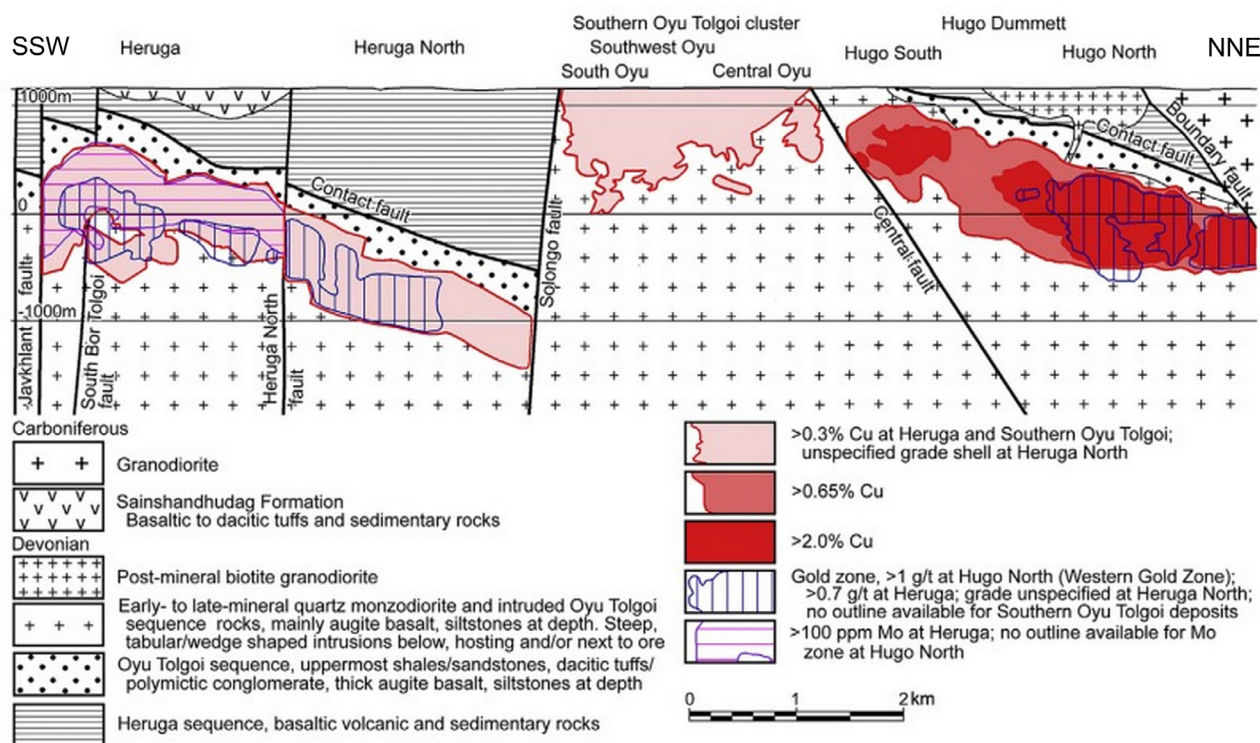 Southern Oyu Tolgoi cluster
Hugo Dummett
SSW
Heruga
Heruga North
Southwest Oyu
Hugo South
Hugo North
NNE
South Oyu
Central Oyu
1000m
0
-1000m
Javkhlant fault
South Bor Tolgoi
fault
Heruga North
fault
Contact fault
Solongo fault
Central fault
Contact fault
Boundary fault
Carboniferous
Granodiorite
Sainshandhudag Formation
Basaltic to dacitic tuffs and sedimentary rocks
Devonian
Post-mineral biotite granodiorite
Early- to late-mineral quartz monzodiorite and intruded Oyu Tolgoi
sequence rocks, mainly augite basalt, siltstones at depth. Steep,
tabular/wedge shaped intrusions below, hosting and/or next to ore
Oyu Tolgoi sequence, uppermost shales/sandstones, dacitic tuffs/
polymictic conglomerate, thick augite basalt, siltstones at depth
Heruga sequence, basaltic volcanic and sedimentary rocks
>0.3% Cu at Heruga and Southern Oyu Tolgoi;
unspecified grade shell at Heruga North
>0.65% Cu
>2.0% Cu
Gold zone, >1 g/t at Hugo North (Western Gold Zone);
>0.7 g/t at Heruga; grade unspecified at Heruga North;
no outline available for Southern Oyu Tolgoi deposits
>100 ppm Mo at Heruga; no outline available for Mo
zone at Hugo North
0 1 2 km